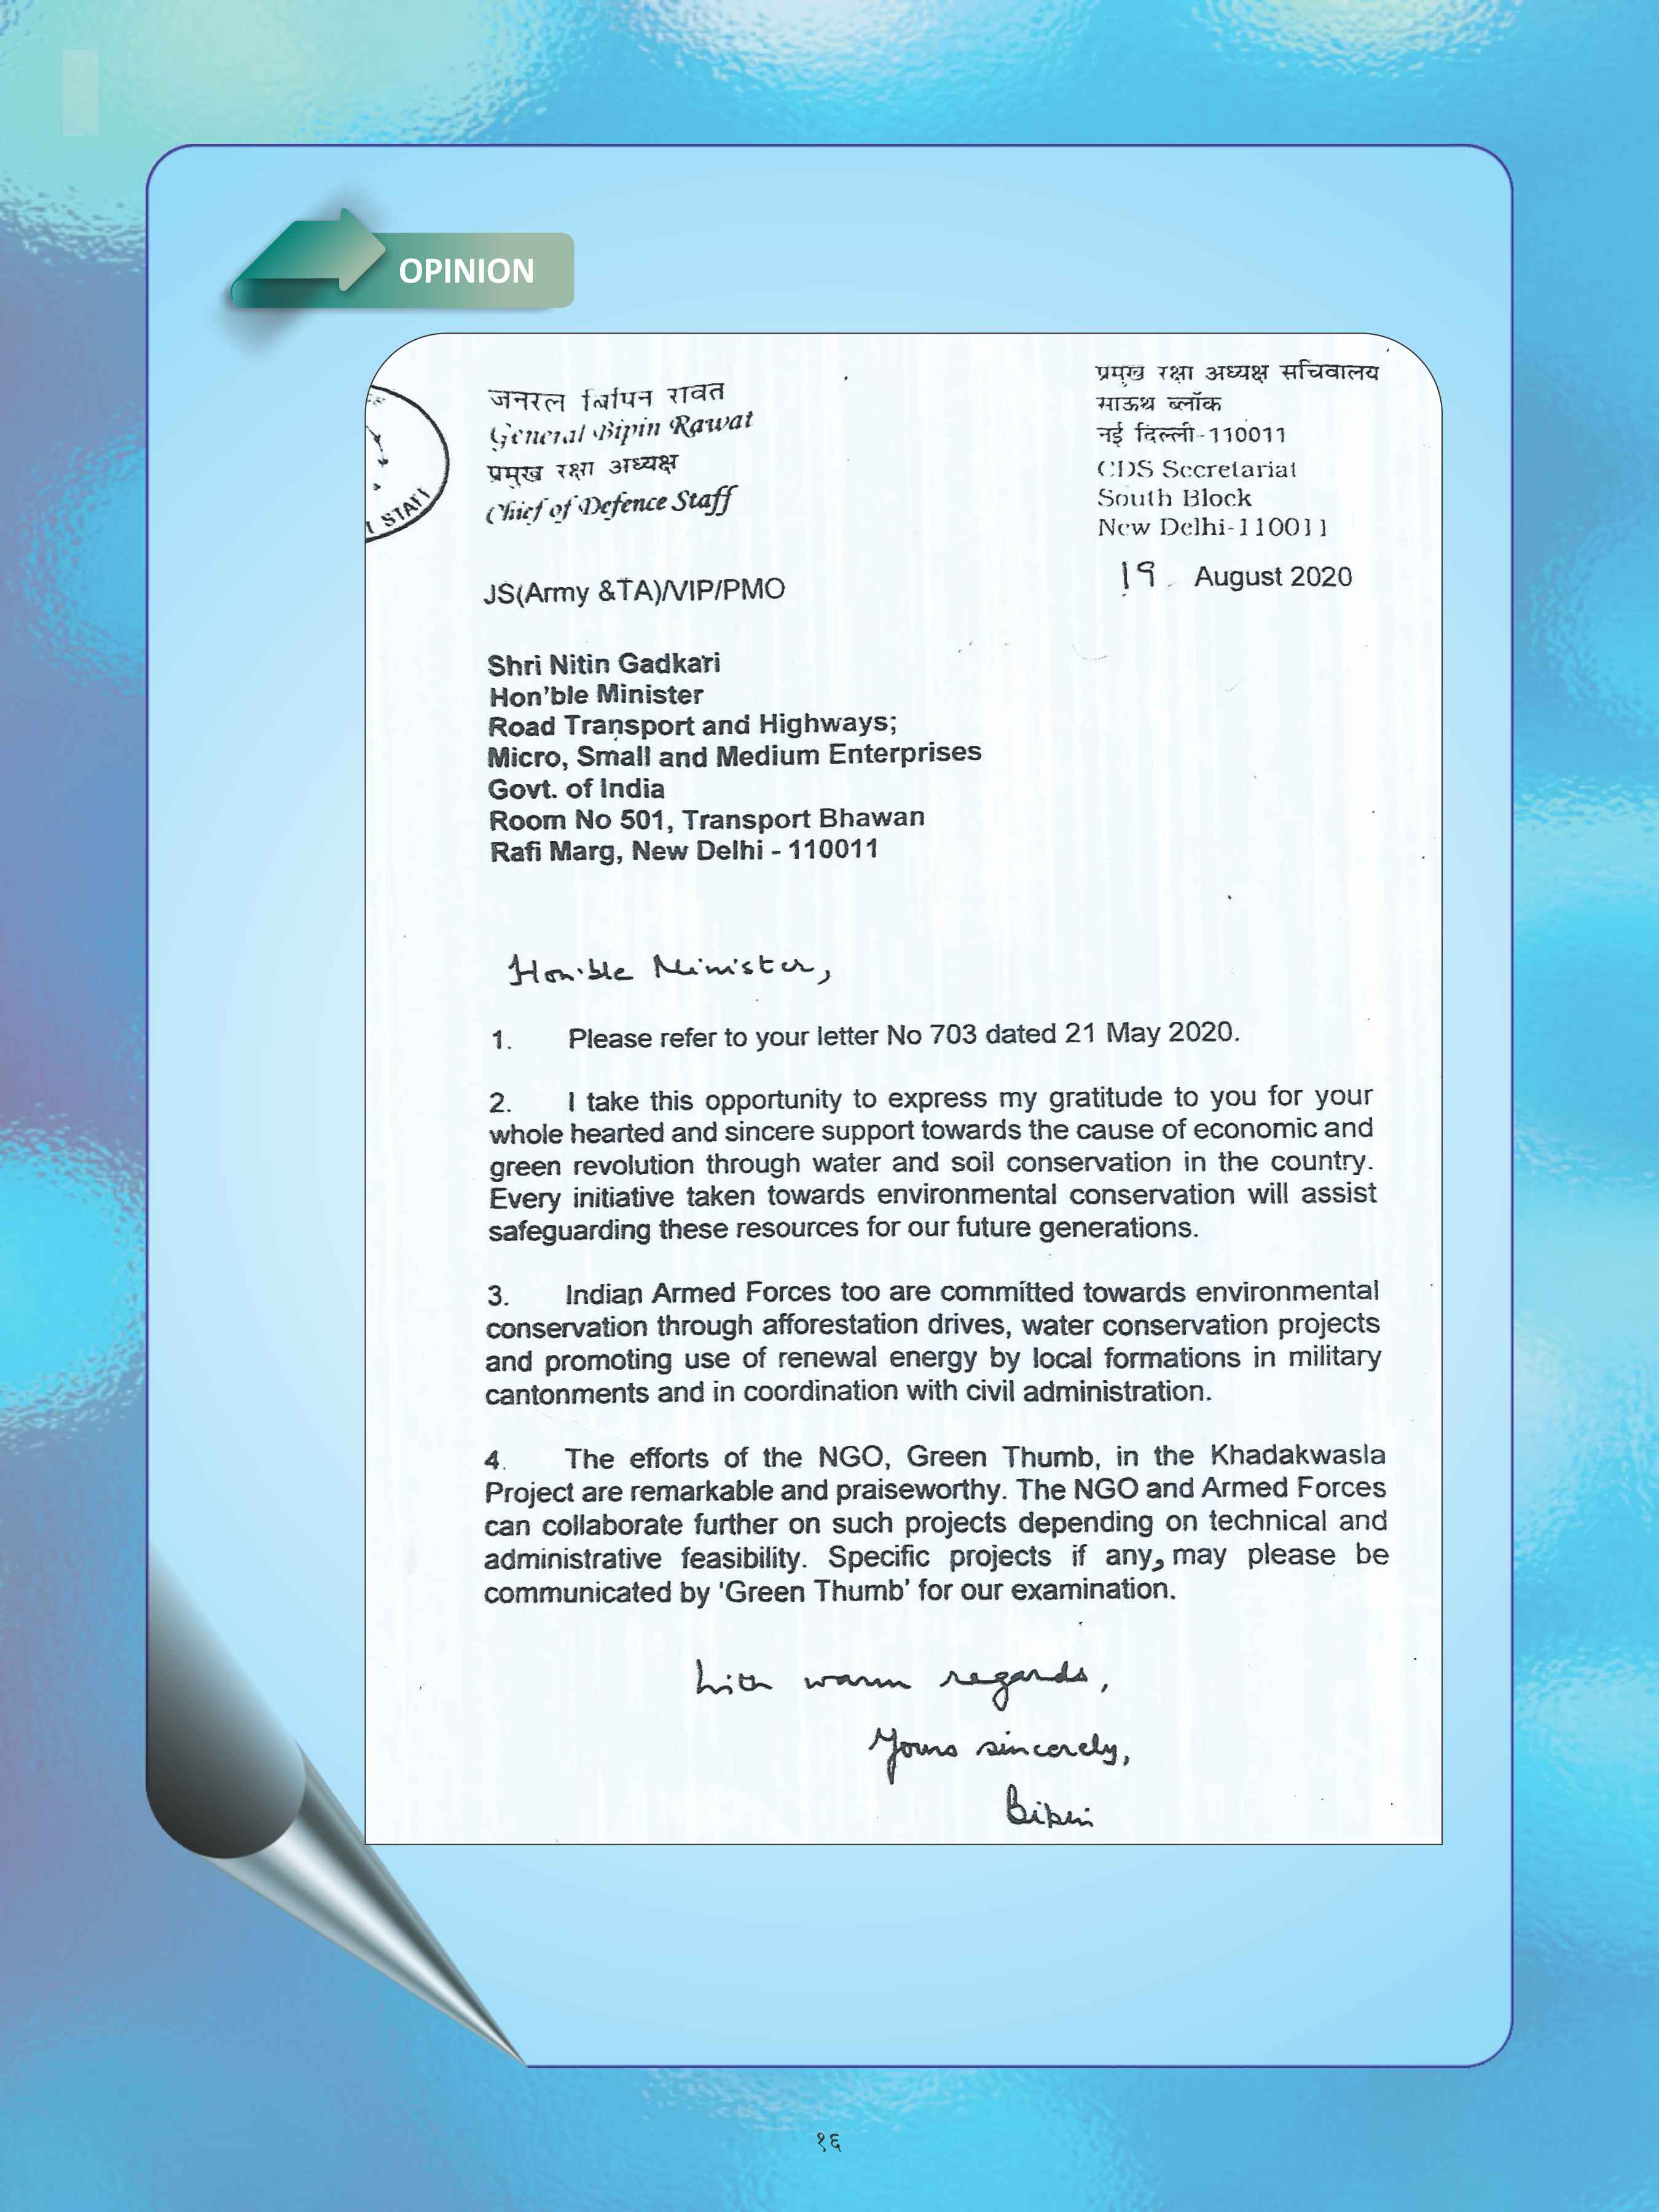 OPINION
STAFF
जनरल बिपिन रावत
General Bipin Rawat
प्रमुख रक्षा अध्यक्ष
Chief of Defence Staff
प्रमुख रक्षा अध्यक्ष सचिवालय
साऊथ ब्लॉक
नई दिल्ली-110011
CDS Secretariat
South Block
New Delhi-110011
19 August 2020
JS(Army &TA)/VIP/PMO
Shri Nitin Gadkari
Hon'ble Minister
Road Transport and Highways;
Micro, Small and Medium Enterprises
Govt. of India
Room No 501, Transport Bhawan
Rafi Marg, New Delhi - 110011
Hon'ble Minister,
1. Please refer to your letter No 703 dated 21 May 2020.
2. I take this opportunity to express my gratitude to you for your
whole hearted and sincere support towards the cause of economic and
green revolution through water and soil conservation in the country.
Every initiative taken towards environmental conservation will assist
safeguarding these resources for our future generations.
3. Indian Armed Forces too are committed towards environmental
conservation through afforestation drives, water conservation projects
and promoting use of renewal energy by local formations in military
cantonments and in coordination with civil administration.
4. The efforts of the NGO, Green Thumb, in the Khadakwasla
Project are remarkable and praiseworthy. The NGO and Armed Forces
can collaborate further on such projects depending on technical and
administrative feasibility. Specific projects if any, may please be
communicated by 'Green Thumb' for our examination.
With warm regards,
Yours sincerely,
Bipin
१६